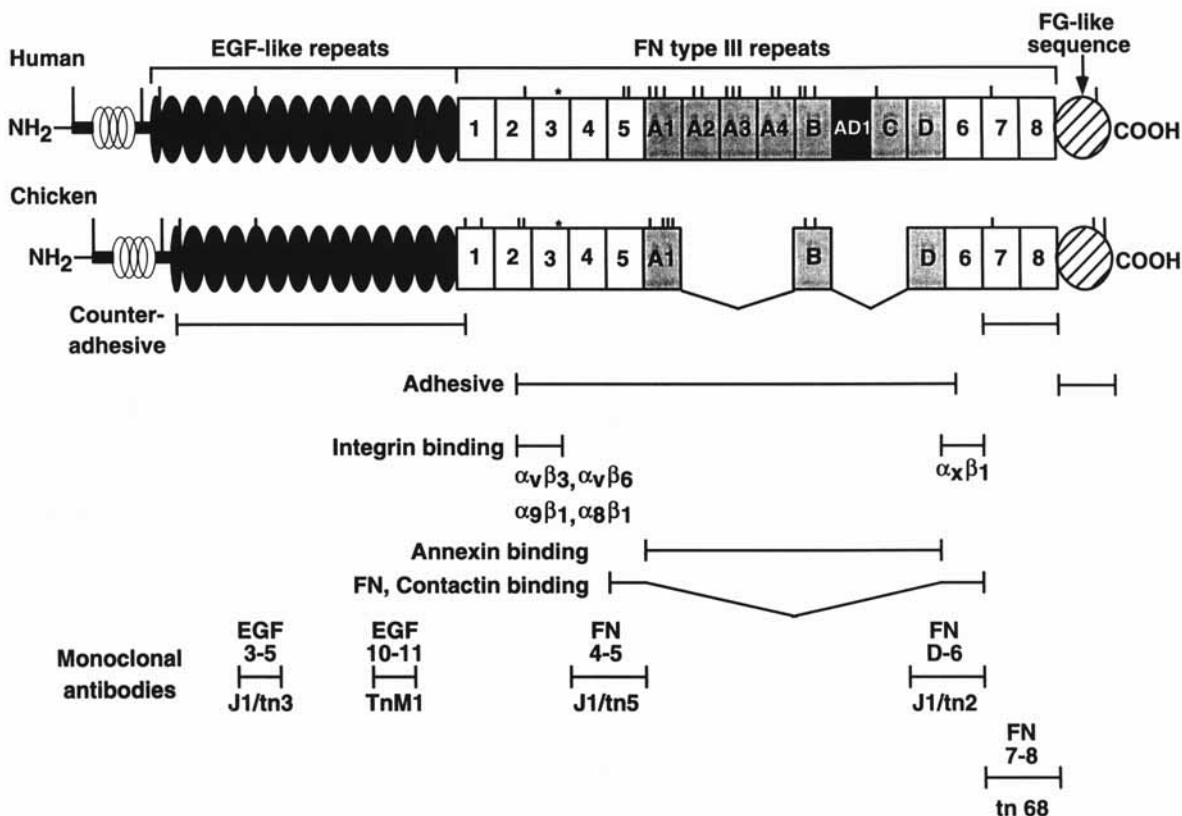 EGF-like repeats
FN type III repeats
FG-like
sequence
Human
NH2
1 2 3 4 5 A1 A2 A3 A4 B AD1 C D 6 7 8
COOH
*
Chicken
NH2
1 2 3 4 5 A1 B D 6 7 8
COOH
*
Counter-
adhesive
Adhesive
Integrin binding
αvβ3, αvβ6
α9β1, α8β1
αxβ1
Annexin binding
FN, Contactin binding
Monoclonal
antibodies
EGF
3-5
J1/tn3
EGF
10-11
TnM1
FN
4-5
J1/tn5
FN
D-6
J1/tn2
FN
7-8
tn 68